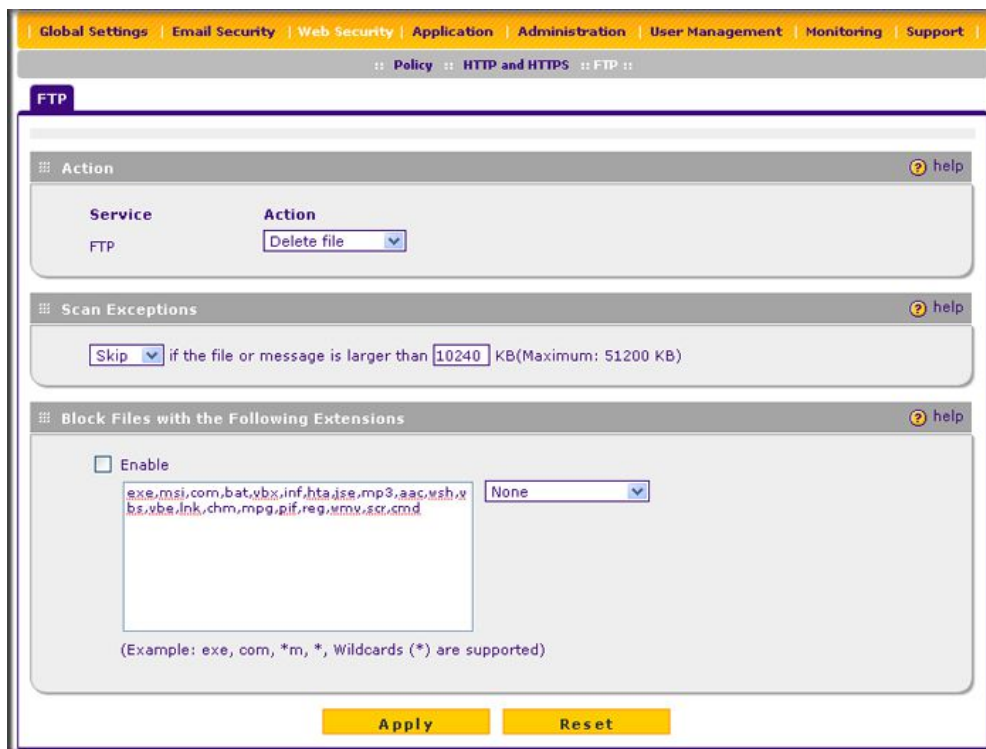 Global Settings | Email Security | Web Security | Application | Administration | User Management | Monitoring | Support
:: Policy :: HTTP and HTTPS :: FTP ::
FTP
Action
? help
Service Action
FTP Delete file
Scan Exceptions
? help
Skip if the file or message is larger than 10240 KB(Maximum: 51200 KB)
Block Files with the Following Extensions
? help
Enable
exe,msi,com,bat,vbx,inf,hta,jse,mp3,aac,wsh,v
bs,vbe,lnk,chm,mpg,pif,reg,wmv,scr,cmd
None
(Example: exe, com, *m, *, Wildcards (*) are supported)
Apply Reset